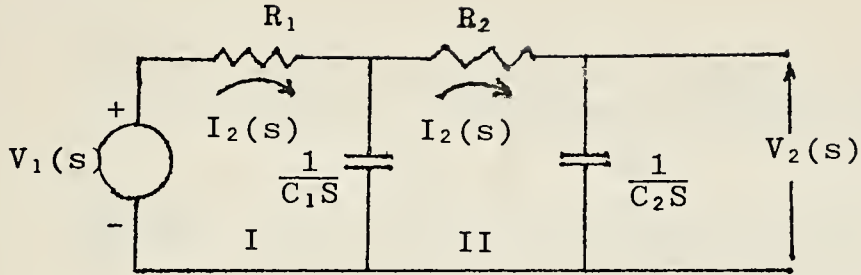 R₁ R₂
+ I₂(s) I₂(s)
V₁(s) 1/C₁S 1/C₂S V₂(s)
- I II